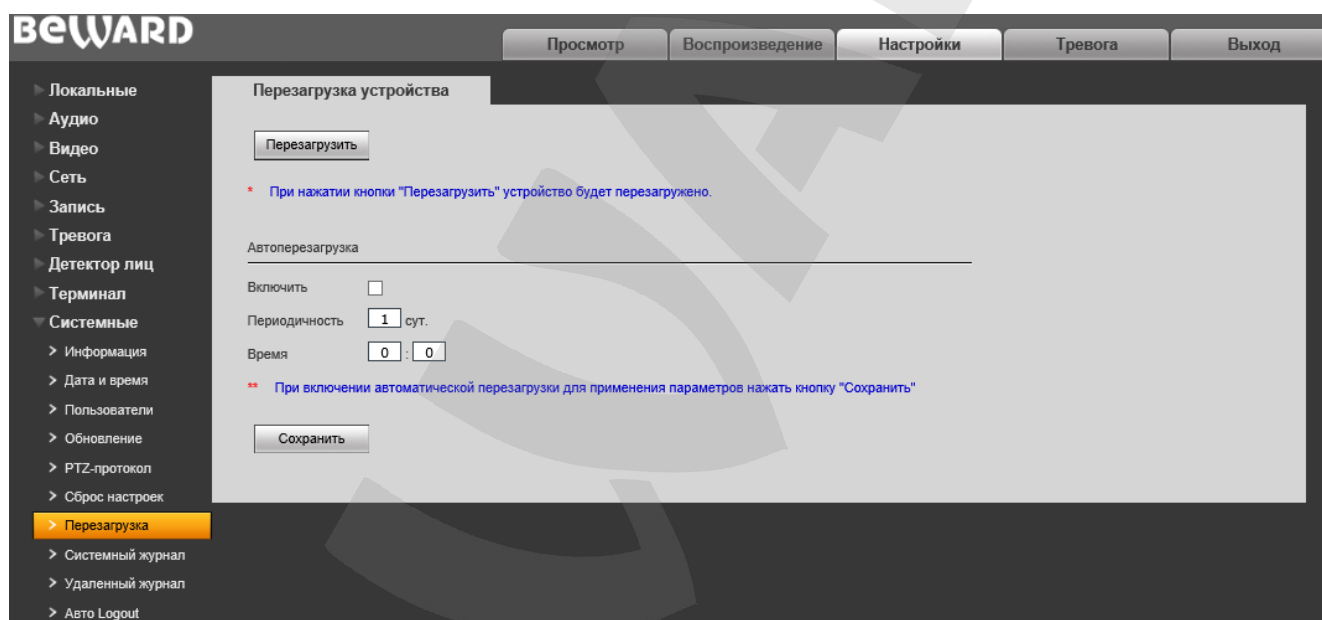 BEWARD
Просмотр
Воспроизведение
Настройки
Тревога
Выход
Локальные
Аудио
Видео
Сеть
Запись
Тревога
Детектор лиц
Терминал
Системные
Информация
Дата и время
Пользователи
Обновление
PTZ-протокол
Сброс настроек
Перезагрузка
Системный журнал
Удаленный журнал
Авто Logout
Перезагрузка устройства
Перезагрузить
* При нажатии кнопки "Перезагрузить" устройство будет перезагружено.
Автоперезагрузка
Включить
Периодичность 1 сут.
Время 0 : 0
** При включении автоматической перезагрузки для применения параметров нажать кнопку "Сохранить"
Сохранить